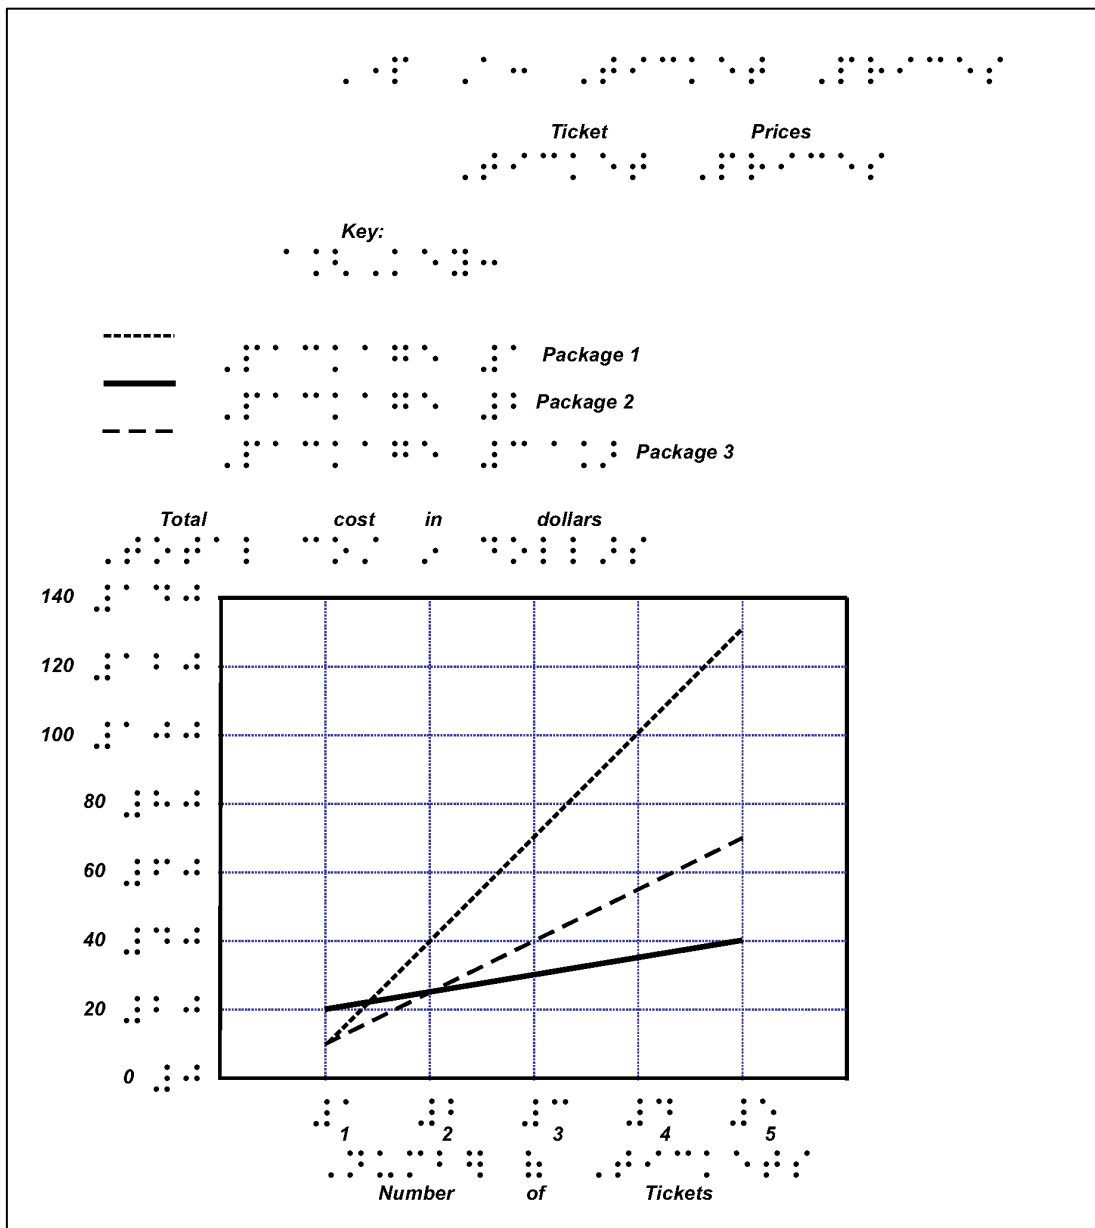 ⠠⠐⠏ ⠠⠁⠒ ⠠⠞⠊⠉⠅⠑⠞ ⠠⠏⠗⠊⠉⠑⠎
Ticket Prices
⠠⠞⠊⠉⠅⠑⠞ ⠠⠏⠗⠊⠉⠑⠎
Key:
⠈⠨⠣⠠⠅⠑⠽⠒
⠠⠏⠁⠉⠅⠁⠛⠑ ⠼⠁ Package 1
⠠⠏⠁⠉⠅⠁⠛⠑ ⠼⠃ Package 2
⠠⠏⠁⠉⠅⠁⠛⠑ ⠼⠉⠈⠨⠜ Package 3
Total cost in dollars
⠠⠞⠕⠞⠁⠇ ⠉⠕⠌ ⠔ ⠙⠕⠇⠇⠜⠎
140 ⠼⠁⠙⠚
120 ⠼⠁⠃⠚
100 ⠼⠁⠚⠚
80 ⠼⠓⠚
60 ⠼⠋⠚
40 ⠼⠙⠚
20 ⠼⠃⠚
0 ⠼⠚
⠼⠁ ⠼⠃ ⠼⠉ ⠼⠙ ⠼⠑
1 2 3 4 5
⠠⠝⠥⠍⠃⠻ ⠷ ⠠⠞⠊⠉⠅⠑⠞⠎
Number of Tickets